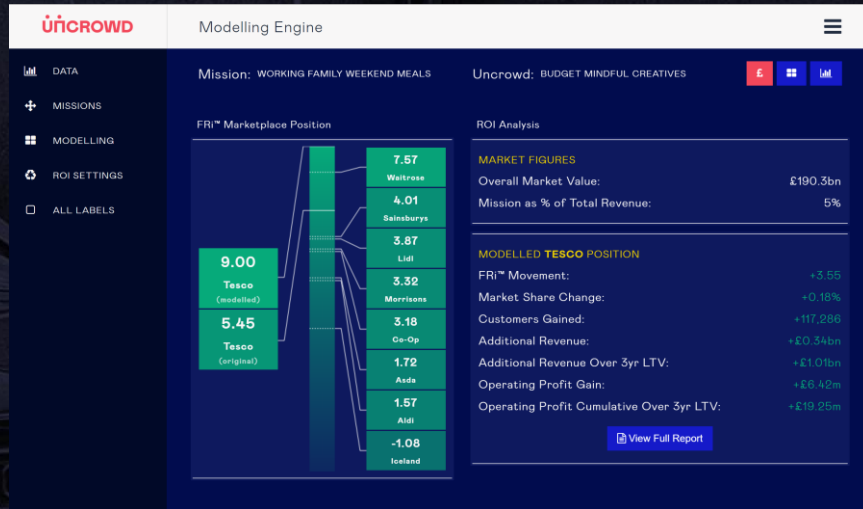 uncrowd
Modelling Engine
DATA
MISSIONS
MODELLING
ROI SETTINGS
ALL LABELS
Mission: WORKING FAMILY WEEKEND MEALS
Uncrowd: BUDGET MINDFUL CREATIVES
£
FRi™ Marketplace Position
9.00
Tesco
(modelled)
5.45
Tesco
(original)
7.57
Waitrose
4.01
Sainsburys
3.87
Lidl
3.32
Morrisons
3.18
Co-Op
1.72
Asda
1.57
Aldi
-1.08
Iceland
ROI Analysis
MARKET FIGURES
Overall Market Value: £190.3bn
Mission as % of Total Revenue: 5%
MODELLED TESCO POSITION
FRi™ Movement: +3.55
Market Share Change: +0.18%
Customers Gained: +117,286
Additional Revenue: +£0.34bn
Additional Revenue Over 3yr LTV: +£1.01bn
Operating Profit Gain: +£6.42m
Operating Profit Cumulative Over 3yr LTV: +£19.25m
View Full Report